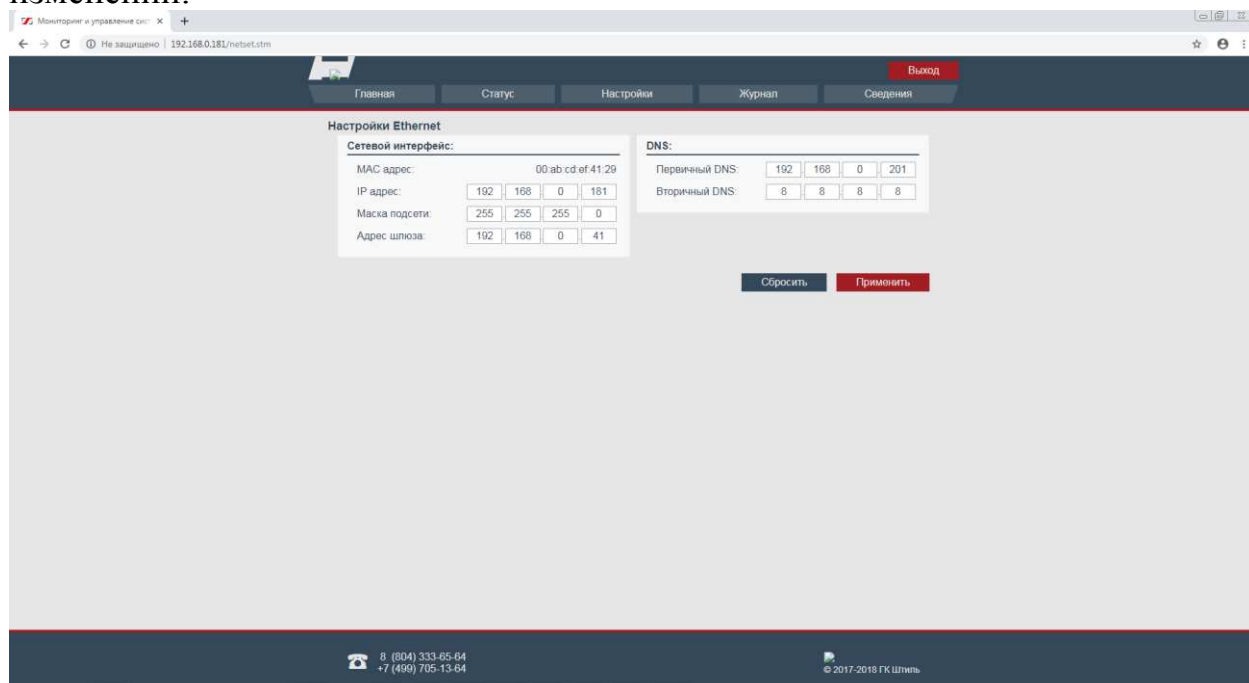 изменений.
Мониторинг и управление сис
Не защищено | 192.168.0.181/netset.stm
Выход
Главная Статус Настройки Журнал Сведения
Настройки Ethernet
Сетевой интерфейс: DNS:
MAC адрес: 00:ab:cd:ef:41:29 Первичный DNS: 192 . 168 . 0 . 201
IP адрес: 192 . 168 . 0 . 181 Вторичный DNS: 8 . 8 . 8 . 8
Маска подсети: 255 . 255 . 255 . 0
Адрес шлюза: 192 . 168 . 0 . 41
Сбросить Применить
8 (804) 333-65-64
+7 (499) 705-13-64
© 2017-2018 ГК Штиль